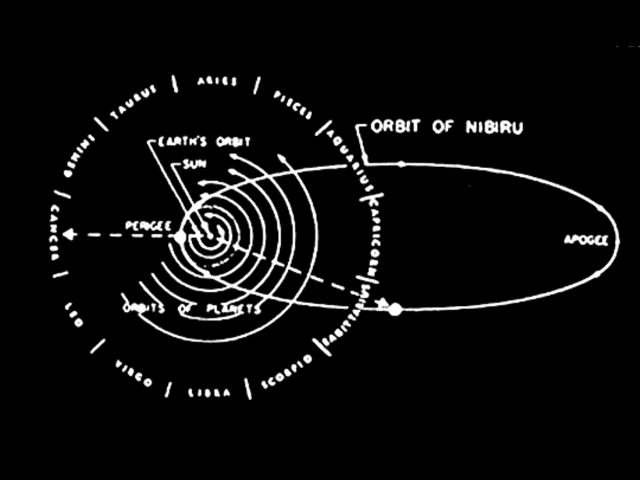 ARIES
TAURUS
PISCES
ORBIT OF NIBIRU
GEMINI
EARTH'S ORBIT
AQUARIUS
SUN
CANCER
PERIGEE
CAPRICORN
APOGEE
SAGITTARIUS
LEO
ORBITS OF PLANETS
VIRGO
LIBRA
SCORPIO